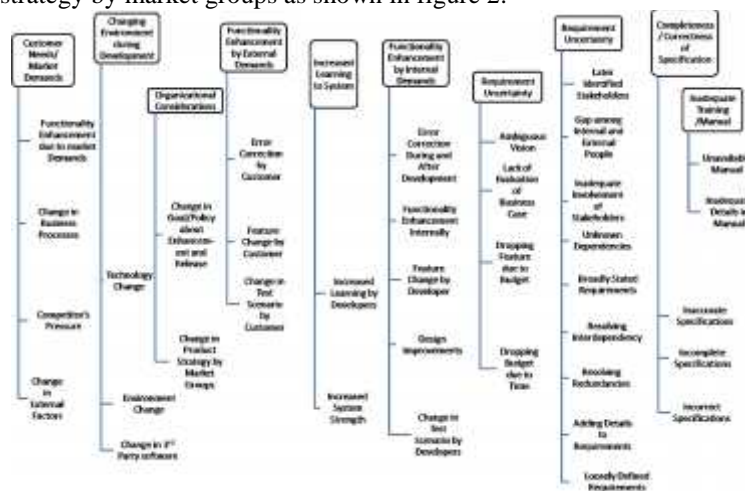 strategy by market groups as shown in figure 2.
Customer
Needs/
Market
Demands
Functionality
Enhancement
due to market
Demands
Change in
Business
Processes
Competitor's
Pressure
Change
in
External
Factors
Changing
Environment
during
Development
Technology
Change
Environment
Change
Change in 3rd
Party software
Organizational
Considerations
Change in
Goal/Policy
about
Enhancem-
ent and
Release
Change in
Product
Strategy by
Market
Groups
Functionality
Enhancement
by External
Demands
Error
Correction
by
Customer
Feature
Change by
Customer
Change in
Test
Scenario
by
Customer
Increased
Learning
to System
Increased
Learning by
Developers
Increased
System
Strength
Functionality
Enhancement
by Internal
Demands
Error
Correction
During and
After
Development
Functionality
Enhancement
Internally
Feature
Change by
Developer
Design
Improvements
Change in
Test
Scenario by
Developers
Requirement
Uncertainty
Ambiguous
Vision
Lack of
Evaluation
of
Business
Case
Dropping
Feature
due to
Budget
Dropping
Budget
due to
Time
Requirement
Uncertainty
Later
Identified
Stakeholders
Gap among
Internal and
External
People
Inadequate
Involvement
of
Stakeholders
Unknown
Dependencies
Broadly Stated
Requirements
Resolving
Interdependency
Resolving
Redundancies
Adding Details
to
Requirements
Loosely Defined
Requirements
Completeness
/Correctness
of
Specification
Inaccurate
Specifications
Incomplete
Specifications
Incorrect
Specifications
Inadequate
Training
/Manual
Unavailable
Manual
Inadequate
Details in
Manual